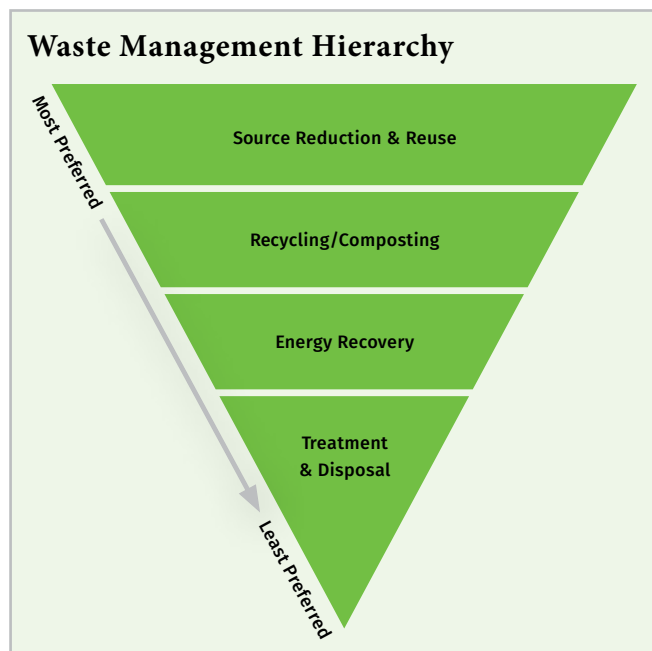 Waste Management Hierarchy
Most Preferred
Source Reduction & Reuse
Recycling/Composting
Energy Recovery
Treatment
& Disposal
Least Preferred